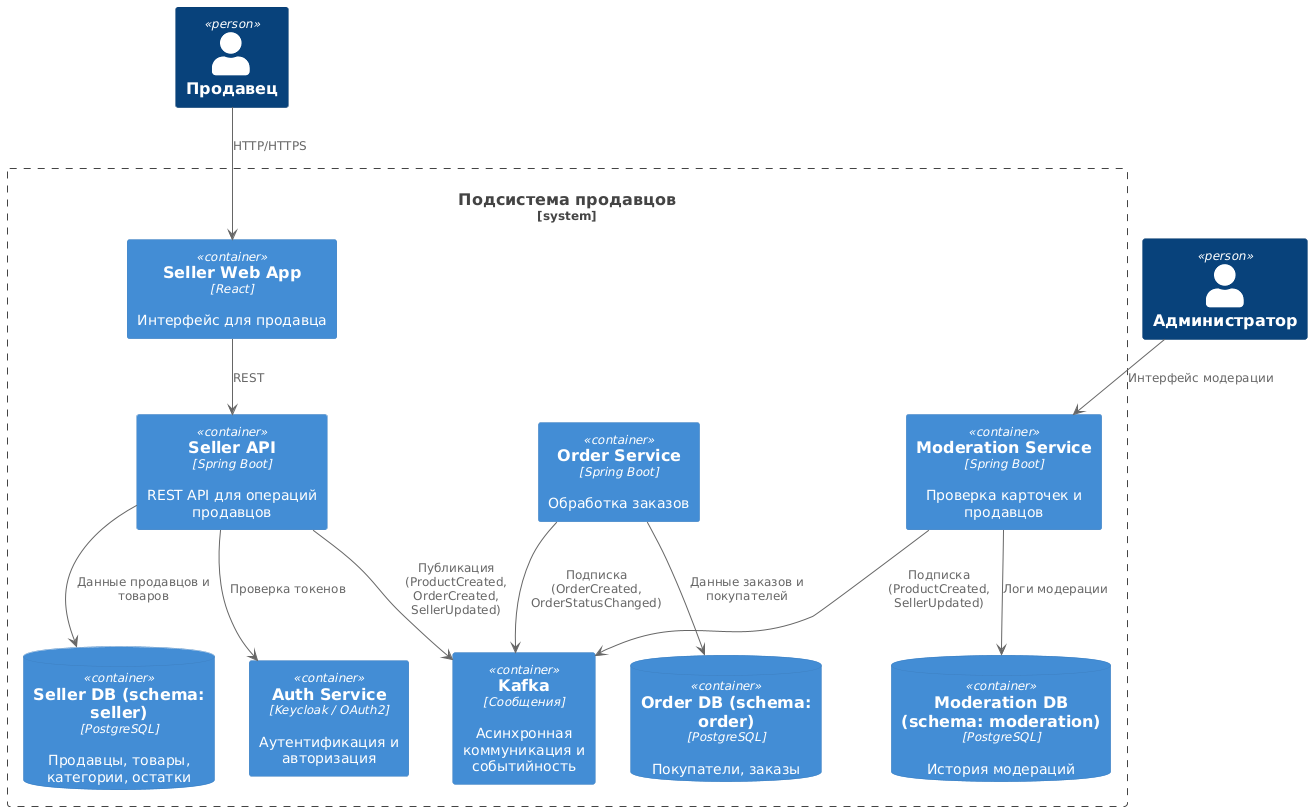 «person»
Продавец
HTTP/HTTPS
Подсистема продавцов
[system]
«container»
Seller Web App
[React]
Интерфейс для продавца
«person»
Администратор
REST
Интерфейс модерации
«container»
Seller API
[Spring Boot]
REST API для операций
продавцов
«container»
Order Service
[Spring Boot]
Обработка заказов
«container»
Moderation Service
[Spring Boot]
Проверка карточек и
продавцов
Данные продавцов и
товаров
Проверка токенов
Публикация
(ProductCreated,
OrderCreated,
SellerUpdated)
Подписка
(OrderCreated,
OrderStatusChanged)
Данные заказов и
покупателей
Подписка
(ProductCreated,
SellerUpdated)
Логи модерации
«container»
Seller DB (schema:
seller)
[PostgreSQL]
Продавцы, товары,
категории, остатки
«container»
Auth Service
[Keycloak / OAuth2]
Аутентификация и
авторизация
«container»
Kafka
[Сообщения]
Асинхронная
коммуникация и
событийность
«container»
Order DB (schema:
order)
[PostgreSQL]
Покупатели, заказы
«container»
Moderation DB
(schema: moderation)
[PostgreSQL]
История модераций